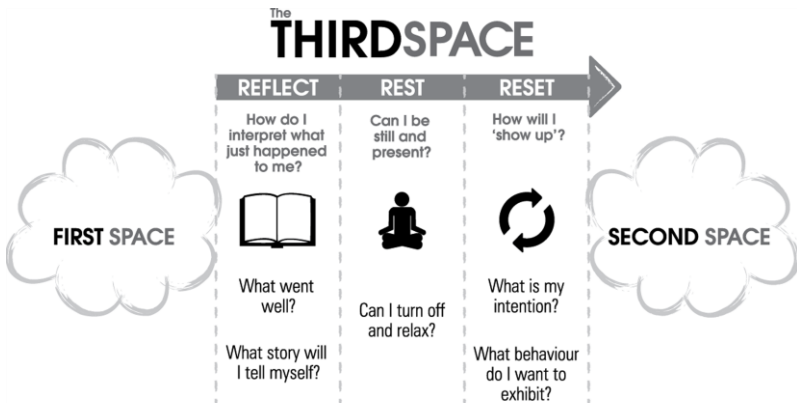 The
THIRDSPACE
REFLECT
REST
RESET
How do I
interpret what
just happened
to me?
Can I be
still and
present?
How will I
‘show up’?
FIRST SPACE
SECOND SPACE
What went
well?
What story will
I tell myself?
Can I turn off
and relax?
What is my
intention?
What behaviour
do I want to
exhibit?